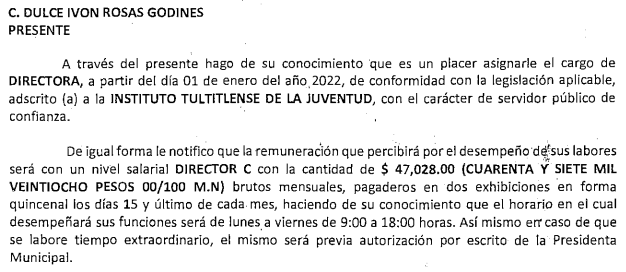 C. DULCE IVON ROSAS GODINES
PRESENTE
A través del presente hago de su conocimiento que es un placer asignarle el cargo de
DIRECTORA, a partir del día 01 de enero del año 2022, de conformidad con la legislación aplicable,
adscrito (a) a la INSTITUTO TULTITLENSE DE LA JUVENTUD, con el carácter de servidor público de
confianza.
De igual forma le notifico que la remuneración que percibirá por el desempeño de sus labores
será con un nivel salarial DIRECTOR C con la cantidad de $ 47,028.00 (CUARENTA Y SIETE MIL
VEINTIOCHO PESOS 00/100 M.N) brutos mensuales, pagaderos en dos exhibiciones en forma
quincenal los días 15 y último de cada mes, haciendo de su conocimiento que el horario en el cual
desempeñará sus funciones será de lunes a viernes de 9:00 a 18:00 horas. Así mismo en caso de que
se labore tiempo extraordinario, el mismo será previa autorización por escrito de la Presidenta
Municipal.